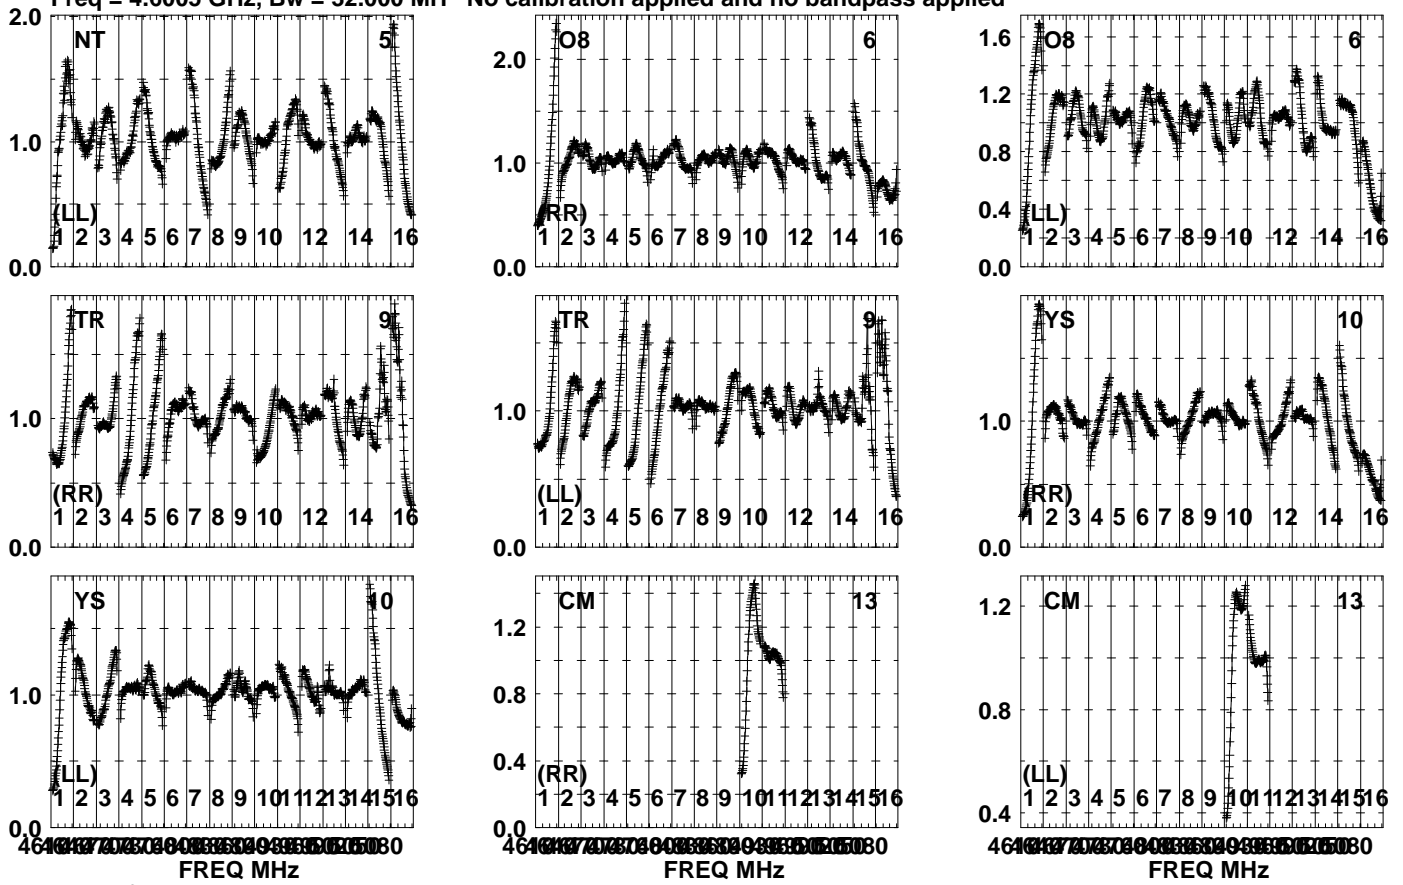 Freq = 4.6005 GHz, Bw = 32.000 MH No calibration applied and no bandpass applied
2.0 NT 5
1.0
(LL)
1 2 3 4 5 6 7 8 9 10 12 14 16
0.0
O8 6
2.0
1.0
(RR)
1 2 3 4 5 6 7 8 9 10 12 14 16
0.0
1.6 O8 6
1.2
0.8
0.4 (LL)
1 2 3 4 5 6 7 8 9 10 12 14 16
0.0
TR 9
1.0
(RR)
1 2 3 4 5 6 7 8 9 10 12 14 16
0.0
TR 9
1.0
(LL)
1 2 3 4 5 6 7 8 9 10 12 14 16
0.0
YS 10
1.0
(RR)
1 2 3 4 5 6 7 8 9 10 12 14 16
0.0
YS 10
1.0
(LL)
1 2 3 4 5 6 7 8 9 10 11 12 13 15 16
0.0
FREQ MHz
CM 13
1.2
0.8
0.4 (RR)
1 2 3 4 5 6 7 8 9 10 11 12 13 14 15 16
0.0
FREQ MHz
1.2 CM 13
0.8
(LL)
1 2 3 4 5 6 7 8 9 10 11 12 13 14 15 16
0.4
FREQ MHz